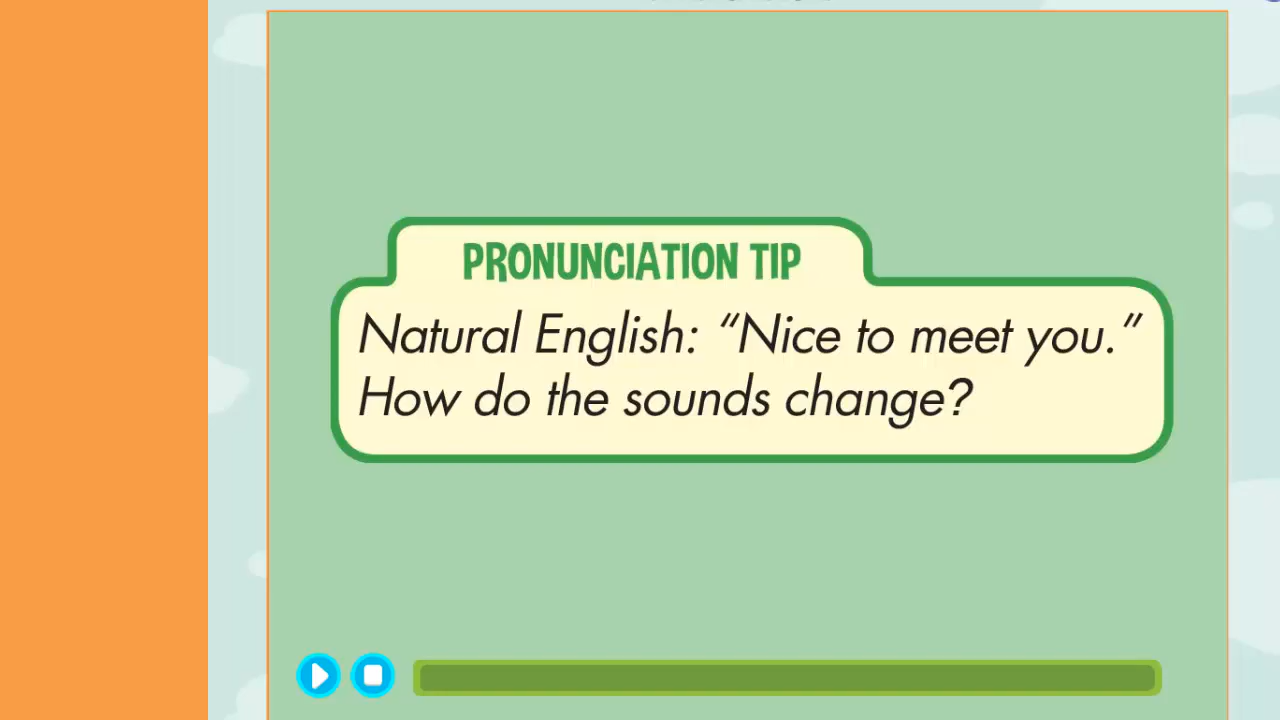 PRONUNCIATION TIP
Natural English: “Nice to meet you.”
How do the sounds change?